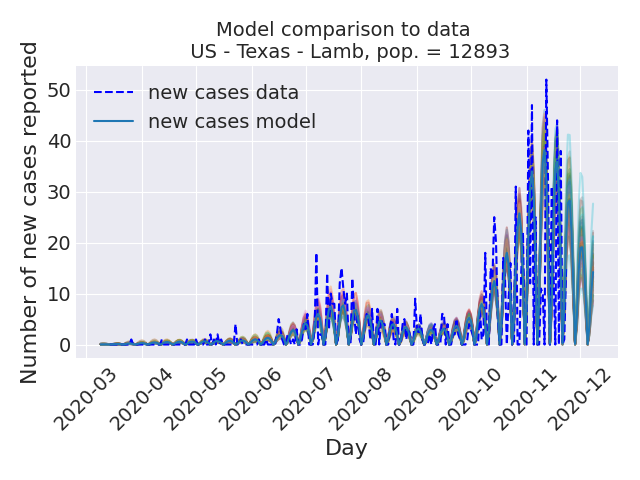 Model comparison to data
US - Texas - Lamb, pop. = 12893
Number of new cases reported
50
40
30
20
10
0
new cases data
new cases model
2020-03
2020-04
2020-05
2020-06
2020-07
2020-08
2020-09
2020-10
2020-11
2020-12
Day